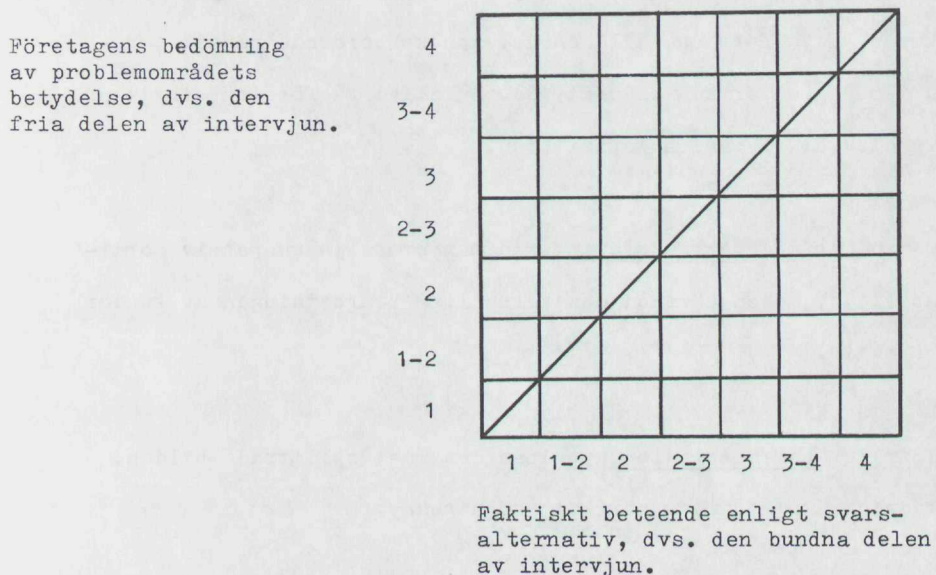 Företagens bedömning
av problemområdets
betydelse, dvs. den
fria delen av intervjun.
4
3-4
3
2-3
2
1-2
1
1 1-2 2 2-3 3 3-4 4
Faktiskt beteende enligt svars-
alternativ, dvs. den bundna delen
av intervjun.